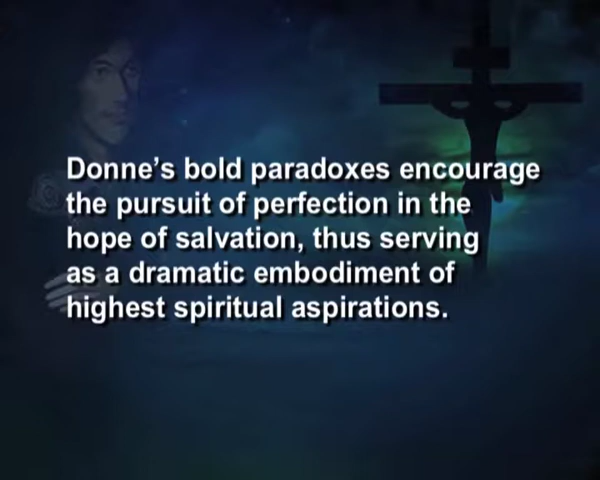 Donne's bold paradoxes encourage
the pursuit of perfection in the
hope of salvation, thus serving
as a dramatic embodiment of
highest spiritual aspirations.